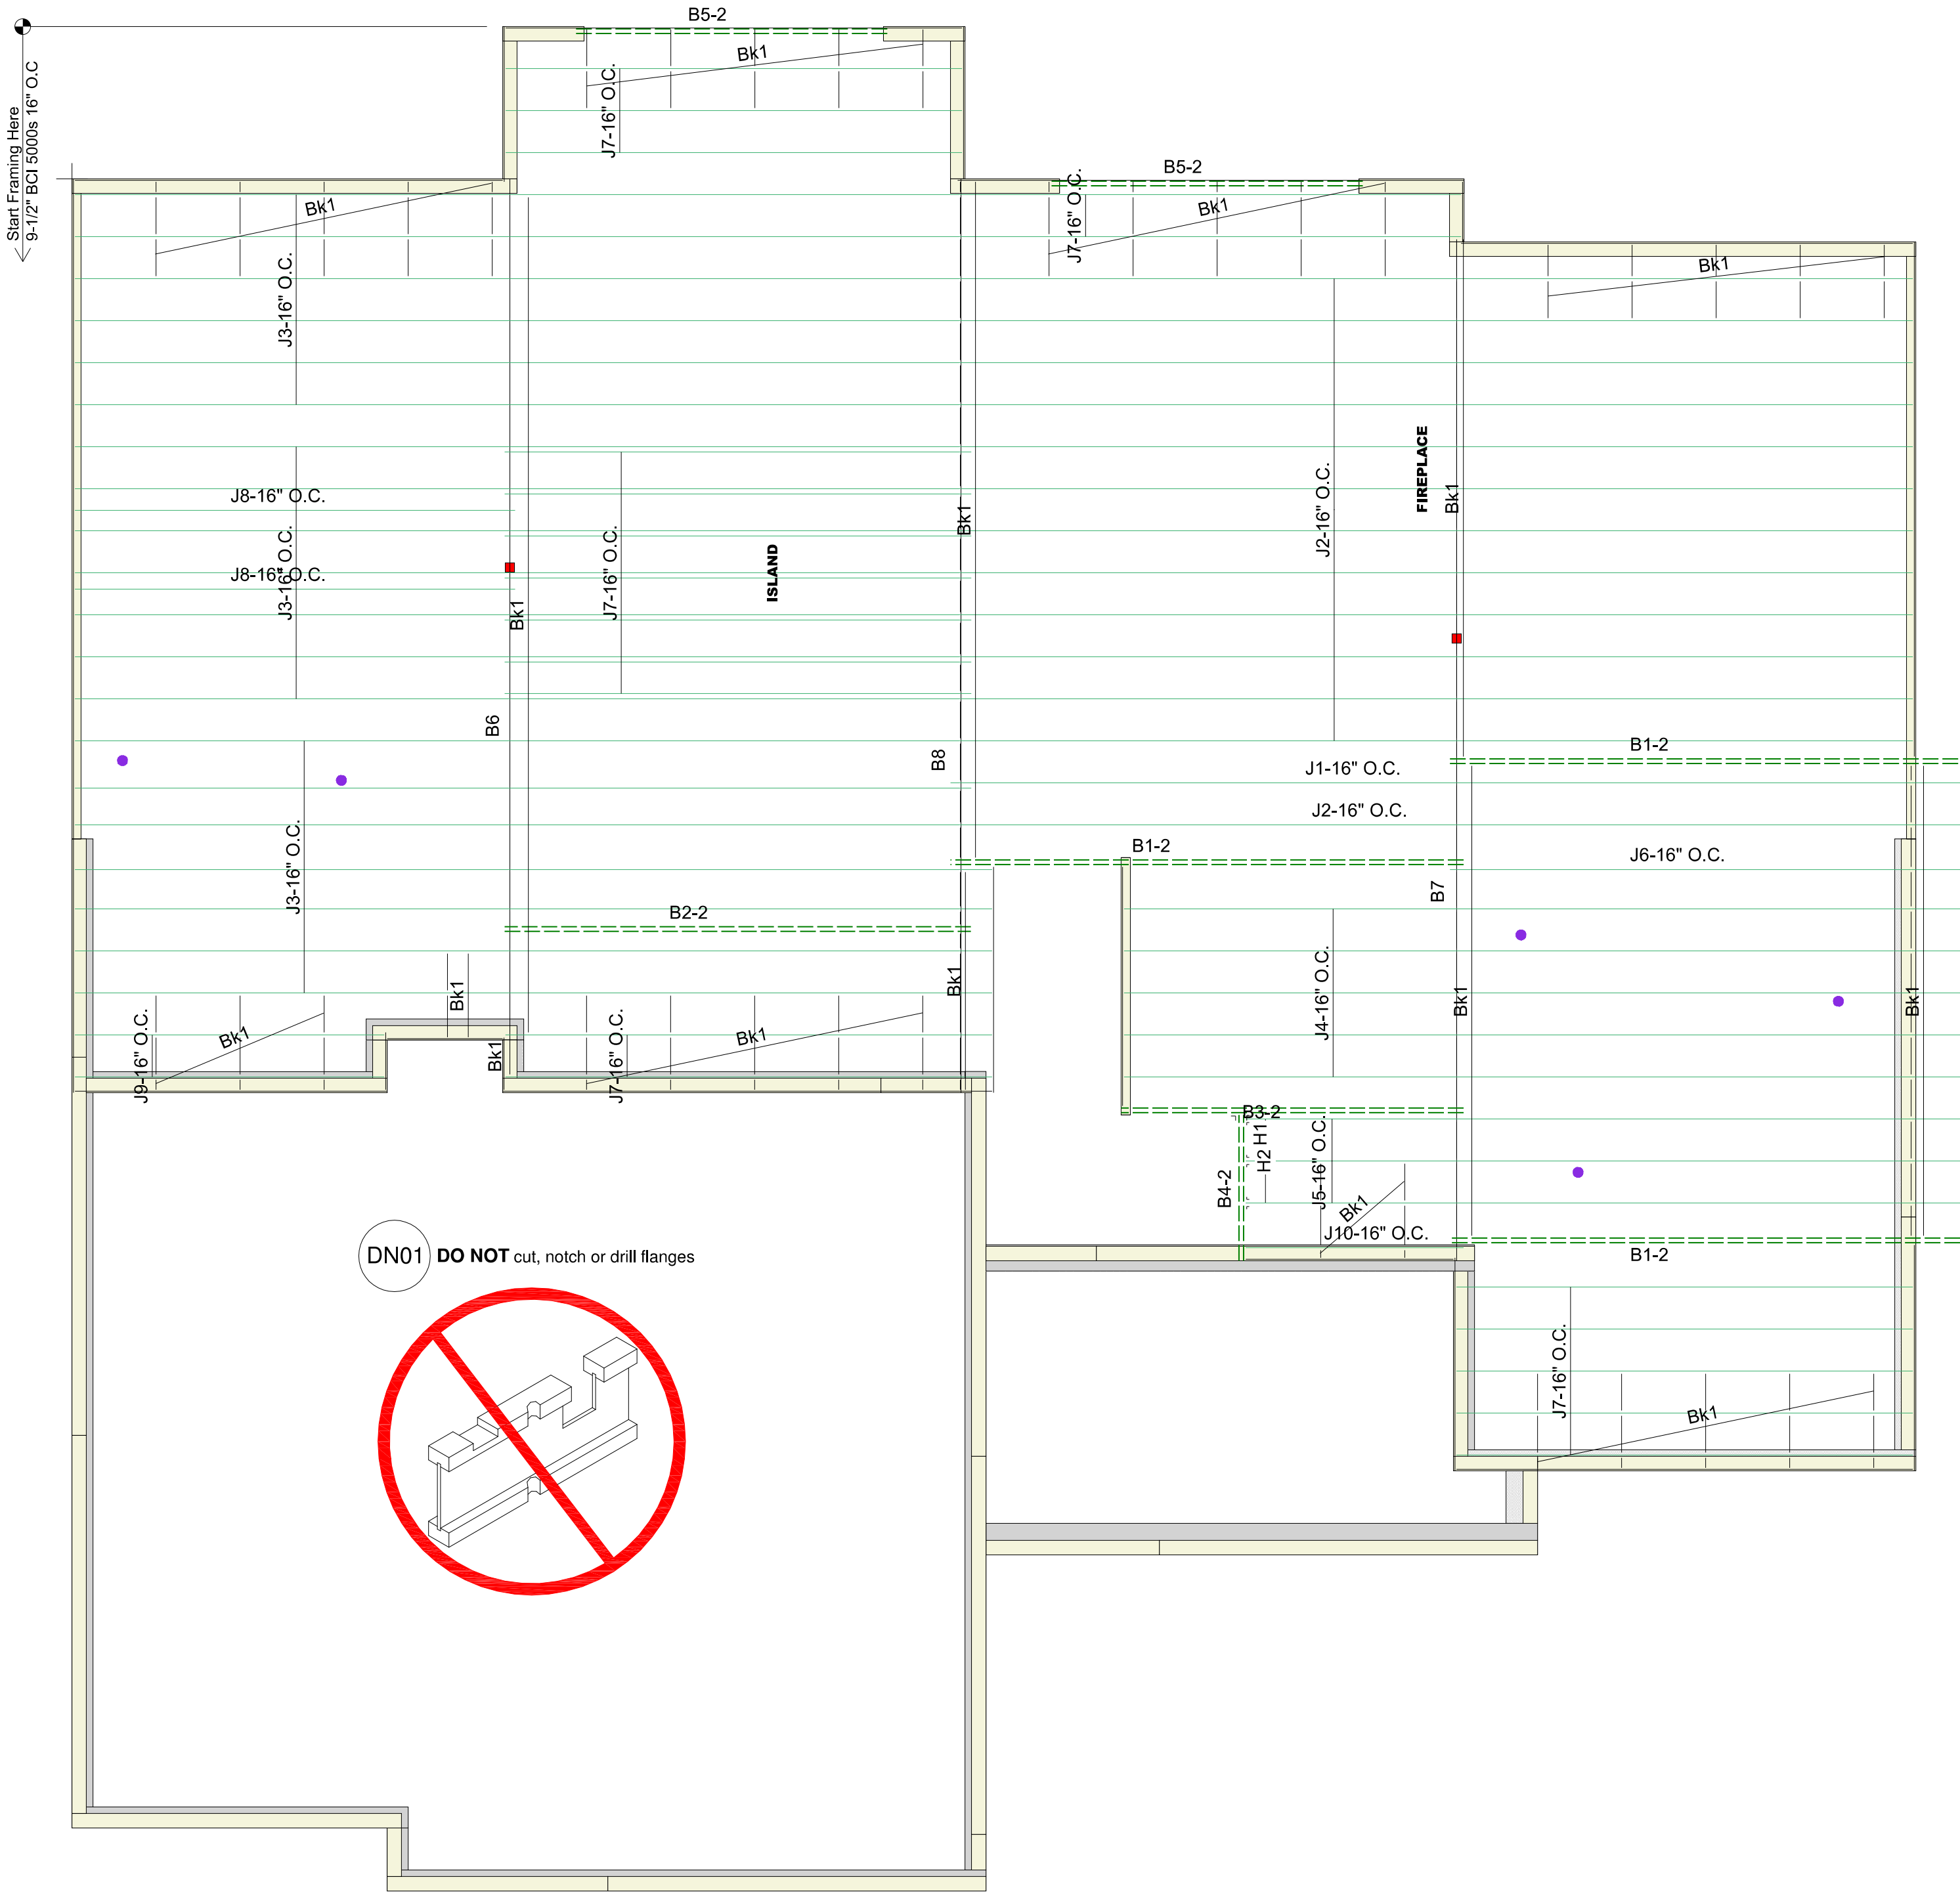 B5-2
Start Framing Here
9-1/2" BCI 5000s 16" O.C
Bk1
J7-16" O.C.
B5-2
Bk1
J7-16" O.C.
Bk1
Bk1
J3-16" O.C.
J2-16" O.C.
FIREPLACE
Bk1
J8-16" O.C.
Bk1
J3-16" O.C.
J8-16" O.C.
J7-16" O.C.
ISLAND
Bk1
B6
B8
B1-2
J1-16" O.C.
J2-16" O.C.
B1-2
J6-16" O.C.
J3-16" O.C.
B7
B2-2
Bk1
Bk1
J4-16" O.C.
Bk1
Bk1
J9-16" O.C.
Bk1
Bk1
J7-16" O.C.
Bk1
B3-2
H1
H2
J5-16" O.C.
B4-2
Bk1
J10-16" O.C.
B1-2
DN01
DO NOT cut, notch or drill flanges
J7-16" O.C.
Bk1